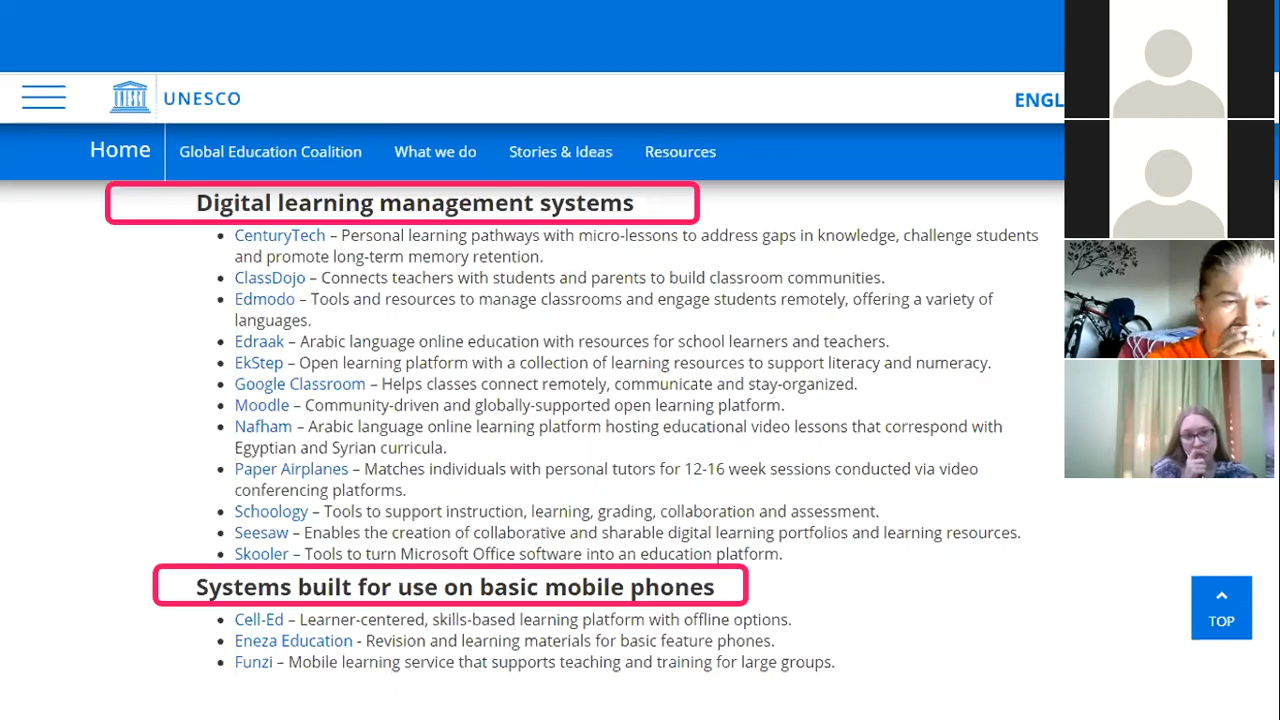 UNESCO
ENGL
Home
Global Education Coalition
What we do
Stories & Ideas
Resources
Digital learning management systems
CenturyTech – Personal learning pathways with micro-lessons to address gaps in knowledge, challenge students
and promote long-term memory retention.
ClassDojo – Connects teachers with students and parents to build classroom communities.
Edmodo – Tools and resources to manage classrooms and engage students remotely, offering a variety of
languages.
Edraak – Arabic language online education with resources for school learners and teachers.
EkStep – Open learning platform with a collection of learning resources to support literacy and numeracy.
Google Classroom – Helps classes connect remotely, communicate and stay-organized.
Moodle – Community-driven and globally-supported open learning platform.
Nafham – Arabic language online learning platform hosting educational video lessons that correspond with
Egyptian and Syrian curricula.
Paper Airplanes – Matches individuals with personal tutors for 12-16 week sessions conducted via video
conferencing platforms.
Schoology – Tools to support instruction, learning, grading, collaboration and assessment.
Seesaw – Enables the creation of collaborative and sharable digital learning portfolios and learning resources.
Skooler – Tools to turn Microsoft Office software into an education platform.
Systems built for use on basic mobile phones
Cell-Ed – Learner-centered, skills-based learning platform with offline options.
Eneza Education - Revision and learning materials for basic feature phones.
Funzi – Mobile learning service that supports teaching and training for large groups.
TOP